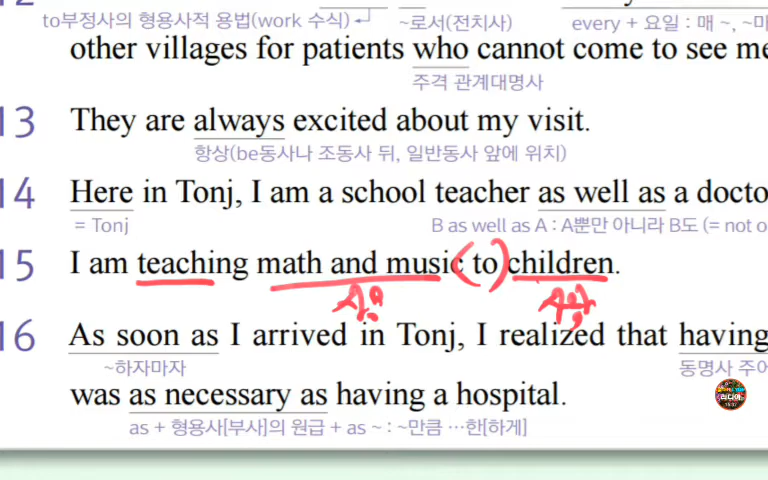 to부정사의 형용사적 용법(work 수식)
~로서(전치사)
every + 요일 : 매 ~,
other villages for patients who cannot come to see me
주격 관계대명사
13 They are always excited about my visit.
항상(be동사나 조동사 뒤, 일반동사 앞에 위치)
14 Here in Tonj, I am a school teacher as well as a docto
= Tonj
B as well as A : A뿐만 아니라 B도 (= not o
15 I am teaching math and music ( to ) children.
16 As soon as I arrived in Tonj, I realized that having
~하자마자
동명사 주어
was as necessary as having a hospital.
as + 형용사[부사]의 원급 + as ~ : ~만큼 …한[하게]